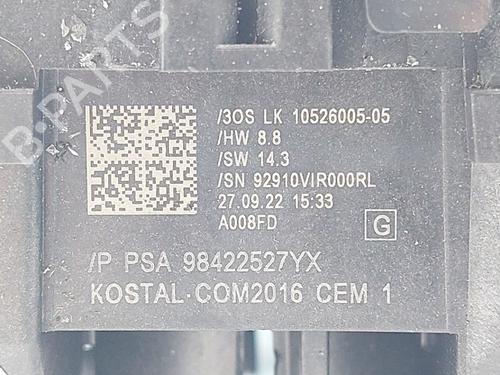 B-PARTS
/3OS LK 10526005-05
/HW 8.8
/SW 14.3
/SN 92910VIR000RL
27.09.22 15:33
A008FD
G
/P PSA 98422527YX
KOSTAL·COM2016 CEM 1